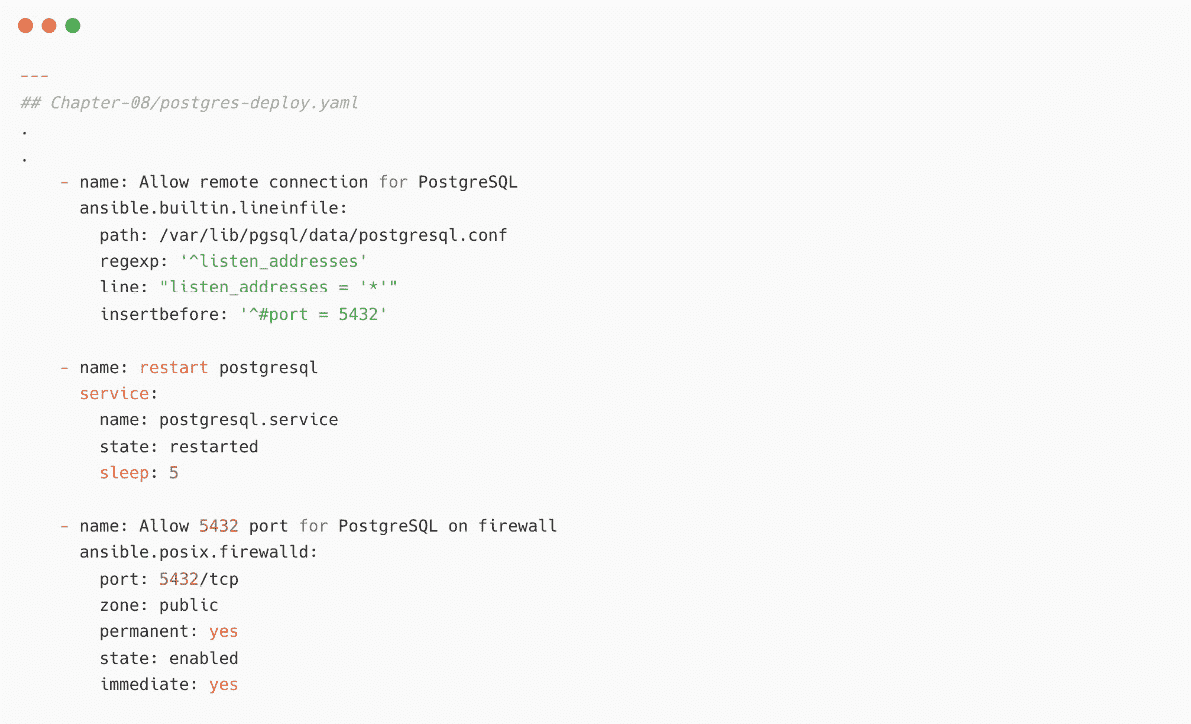 ---
## Chapter-08/postgres-deploy.yaml
.
.
    - name: Allow remote connection for PostgreSQL
      ansible.builtin.lineinfile:
        path: /var/lib/pgsql/data/postgresql.conf
        regexp: '^listen_addresses'
        line: "listen_addresses = '*'"
        insertbefore: '^#port = 5432'

    - name: restart postgresql
      service:
        name: postgresql.service
        state: restarted
        sleep: 5

    - name: Allow 5432 port for PostgreSQL on firewall
      ansible.posix.firewalld:
        port: 5432/tcp
        zone: public
        permanent: yes
        state: enabled
        immediate: yes